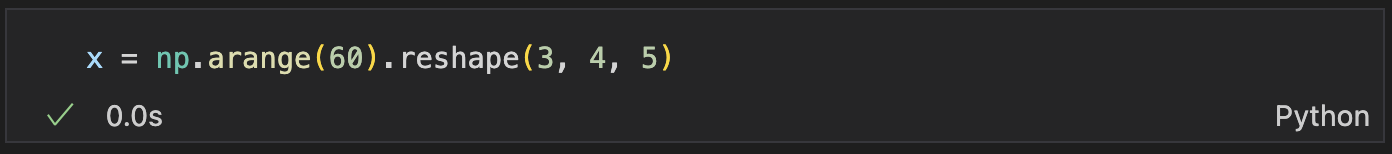 x = np.arange(60).reshape(3, 4, 5)
0.0s
Python